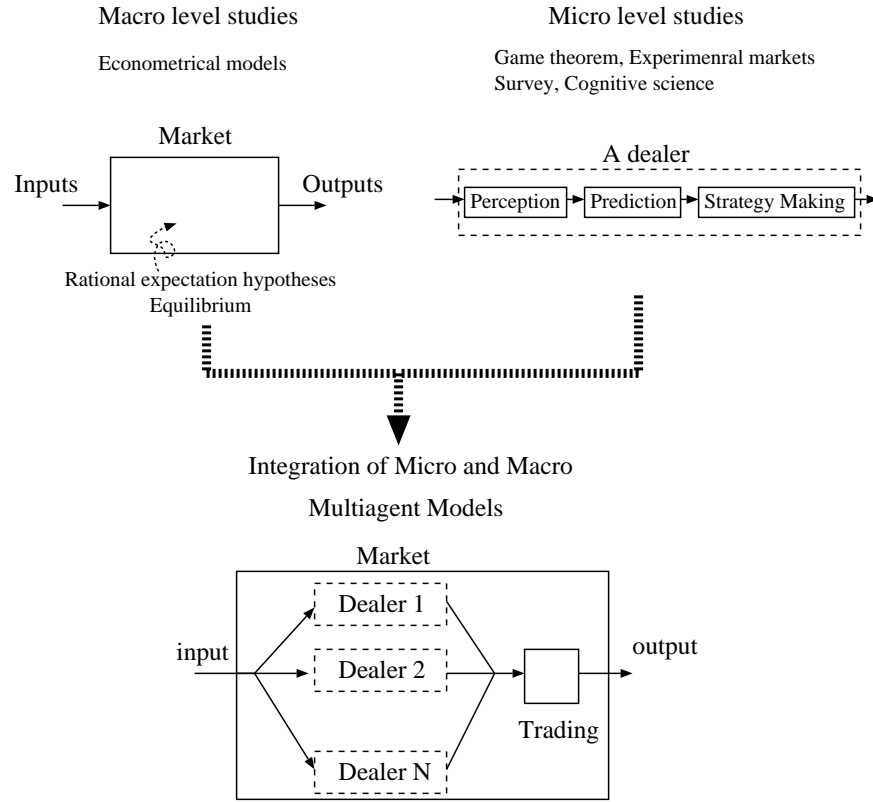 Macro level studies
Econometrical models
Market
Inputs
Outputs
Rational expectation hypotheses
Equilibrium
Micro level studies
Game theorem, Experimenral markets
Survey, Cognitive science
A dealer
Perception
Prediction
Strategy Making
Integration of Micro and Macro
Multiagent Models
Market
Dealer 1
input
Dealer 2
output
Trading
Dealer N